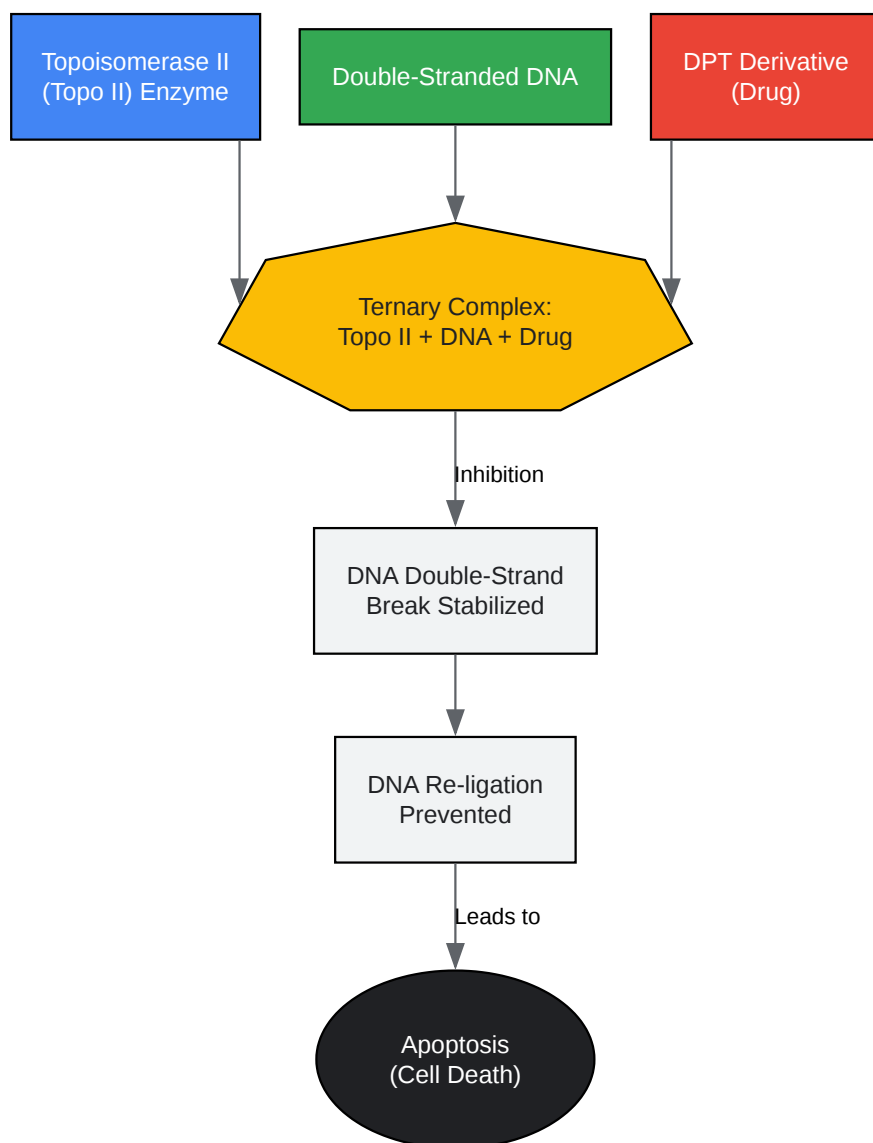 Topoisomerase II
(Topo II) Enzyme
Double-Stranded DNA
DPT Derivative
(Drug)
Ternary Complex:
Topo II + DNA + Drug
Inhibition
DNA Double-Strand
Break Stabilized
DNA Re-ligation
Prevented
Leads to
Apoptosis
(Cell Death)